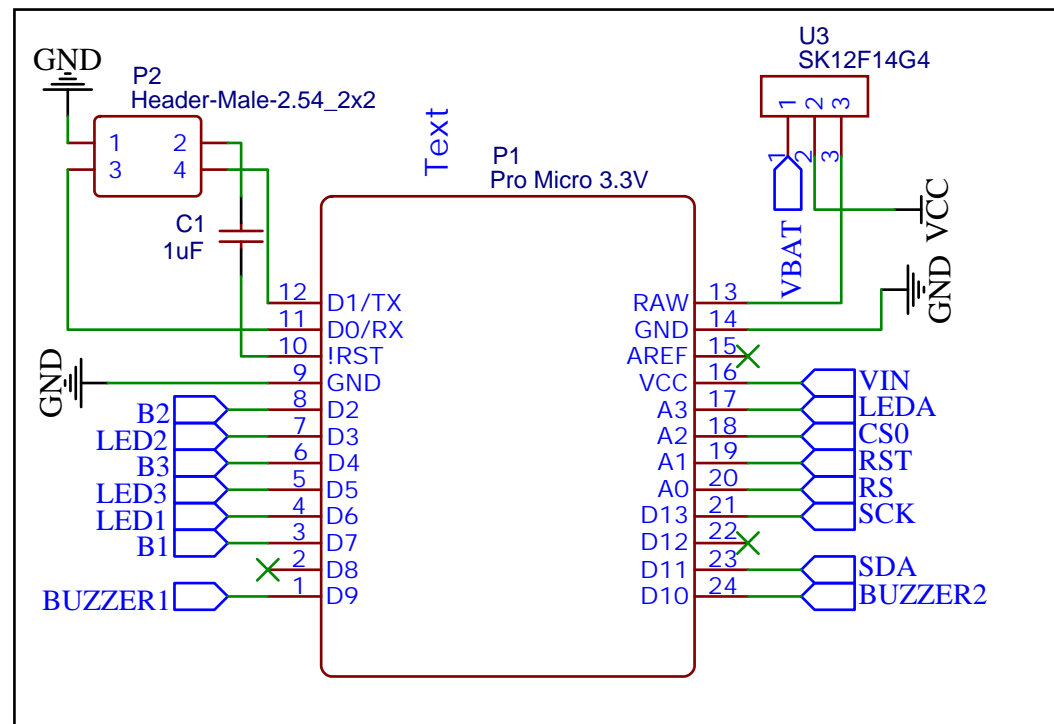 GND
P2
Header-Male-2.54_2x2
1 2
3 4
C1
1uF
Text
P1
Pro Micro 3.3V
U3
SK12F14G4
1 2 3
1 2 3
VBAT
VCC
GND
GND
12 D1/TX
11 D0/RX
10 !RST
9 GND
B2 8 D2
LED2 7 D3
B3 6 D4
LED3 5 D5
LED1 4 D6
B1 3 D7
2 D8
BUZZER1 1 D9
RAW 13
GND 14
AREF 15
VCC 16 VIN
A3 17 LEDA
A2 18 CS0
A1 19 RST
A0 20 RS
D13 21 SCK
D12 22
D11 23 SDA
D10 24 BUZZER2